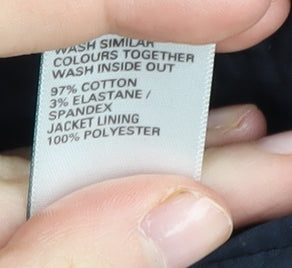 WASH SIMILAR
COLOURS TOGETHER
WASH INSIDE OUT
97% COTTON
3% ELASTANE /
SPANDEX
JACKET LINING
100% POLYESTER